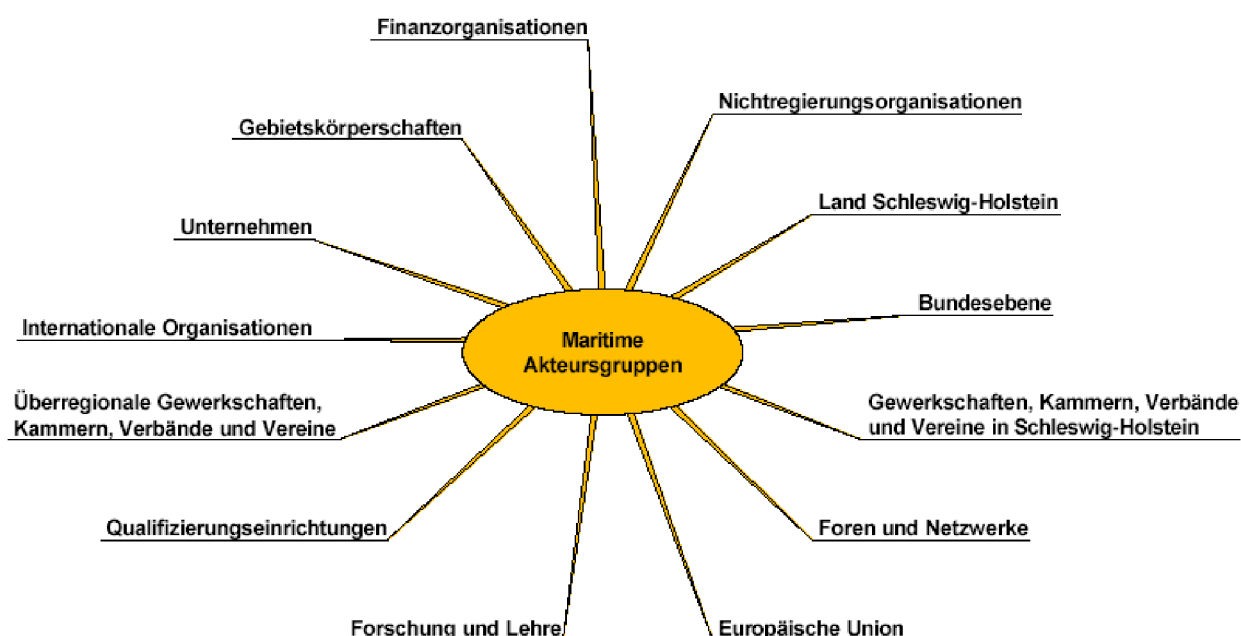 Finanzorganisationen
Nichtregierungsorganisationen
Gebietskörperschaften
Land Schleswig-Holstein
Unternehmen
Bundesebene
Internationale Organisationen
Maritime
Akteursgruppen
Überregionale Gewerkschaften,
Kammern, Verbände und Vereine
Gewerkschaften, Kammern, Verbände
und Vereine in Schleswig-Holstein
Qualifizierungseinrichtungen
Foren und Netzwerke
Forschung und Lehre
Europäische Union